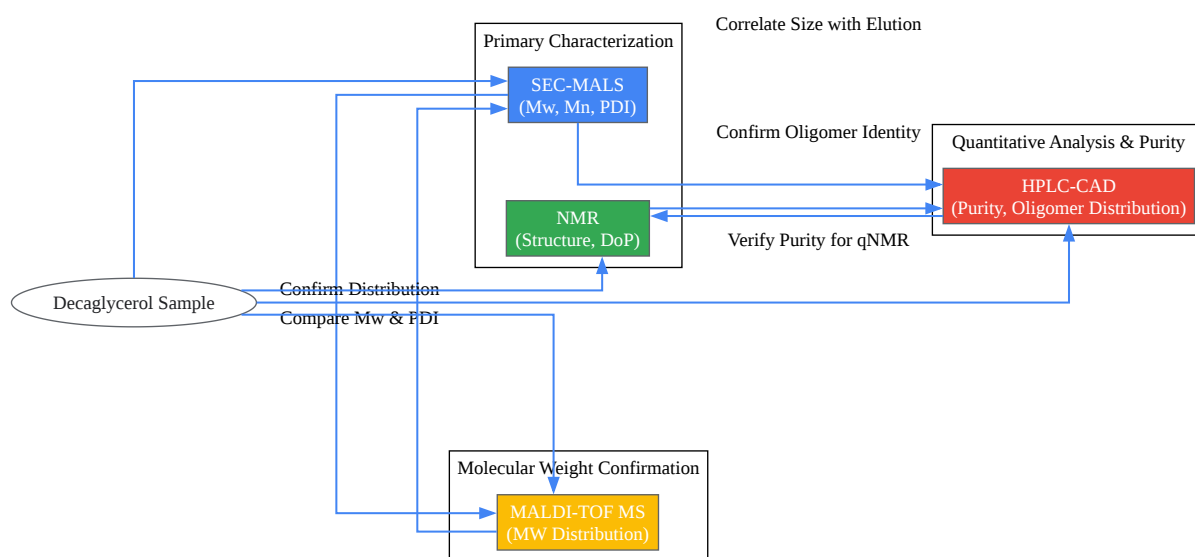 Correlate Size with Elution
Primary Characterization
SEC-MALS
(Mw, Mn, PDI)
Confirm Oligomer Identity
Quantitative Analysis & Purity
HPLC-CAD
(Purity, Oligomer Distribution)
NMR
(Structure, DoP)
Verify Purity for qNMR
Decaglycerol Sample
Confirm Distribution
Compare Mw & PDI
Molecular Weight Confirmation
MALDI-TOF MS
(MW Distribution)